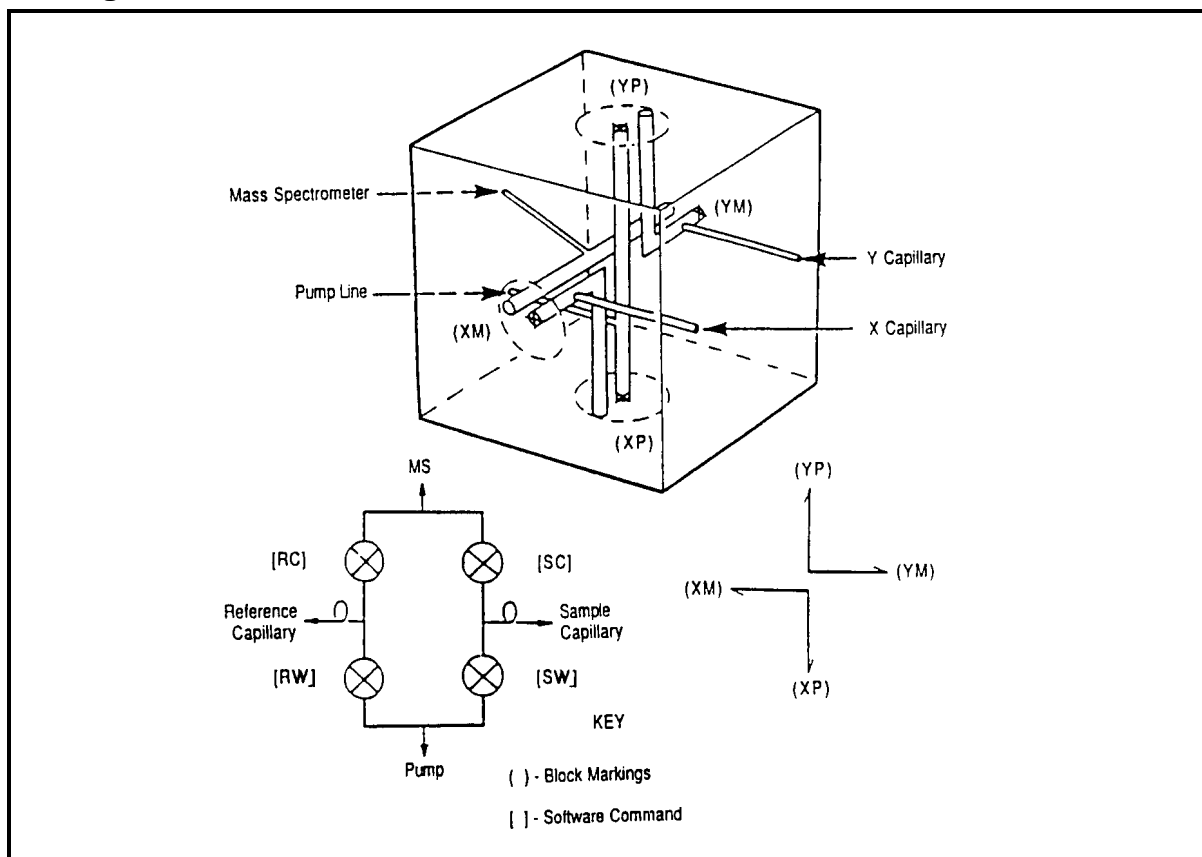 (YP)
Mass Spectrometer
(YM)
Y Capillary
Pump Line
X Capillary
(XM)
(XP)
MS
(YP)
[RC]
[SC]
(YM)
(XM)
Reference
Capillary
Sample
Capillary
[RW]
[SW]
(XP)
KEY
Pump
( ) - Block Markings
[ ] - Software Command